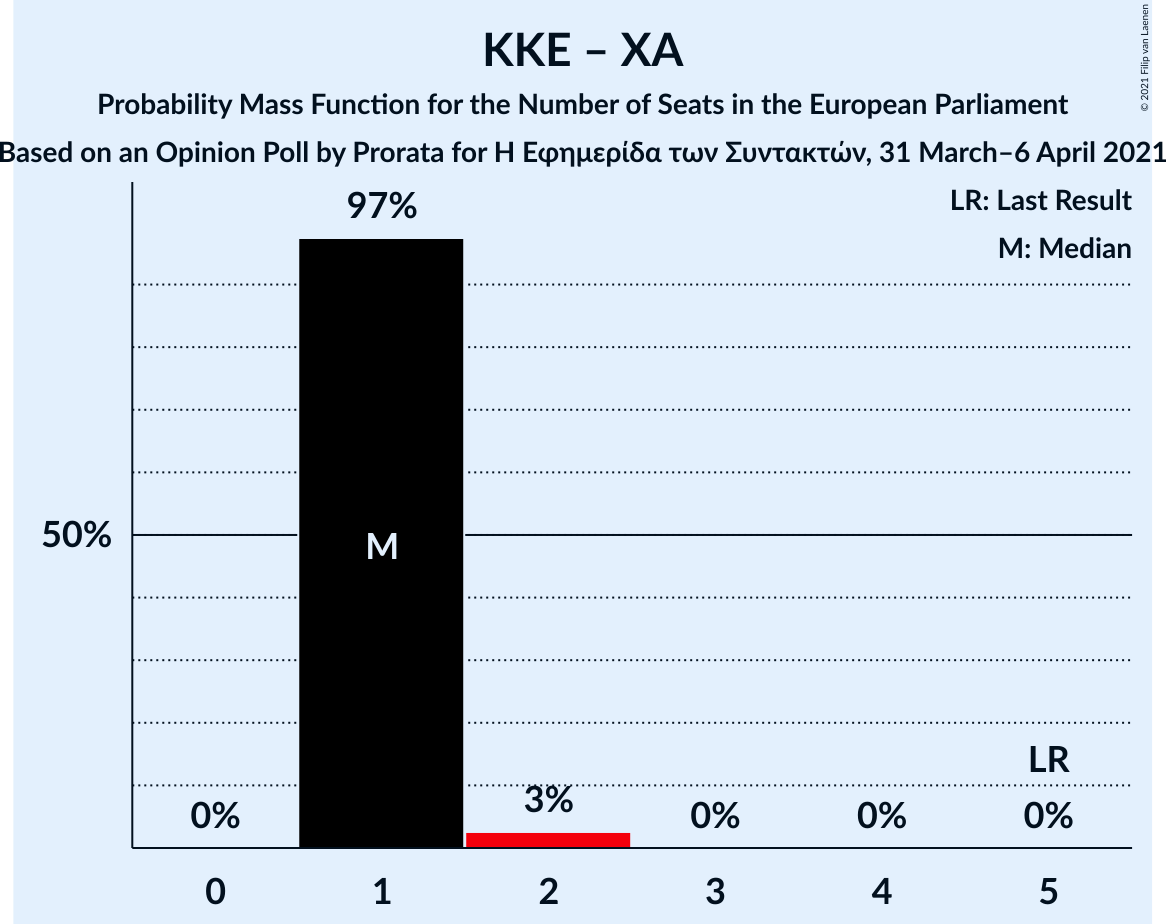 KKE – ΧΑ
Probability Mass Function for the Number of Seats in the European Parliament
Based on an Opinion Poll by Prorata for Η Εφημερίδα των Συντακτών, 31 March–6 April 2021
© 2021 Filip van Laenen
LR: Last Result
M: Median
97%
50%
M
LR
0%
3%
0%
0%
0%
0 1 2 3 4 5